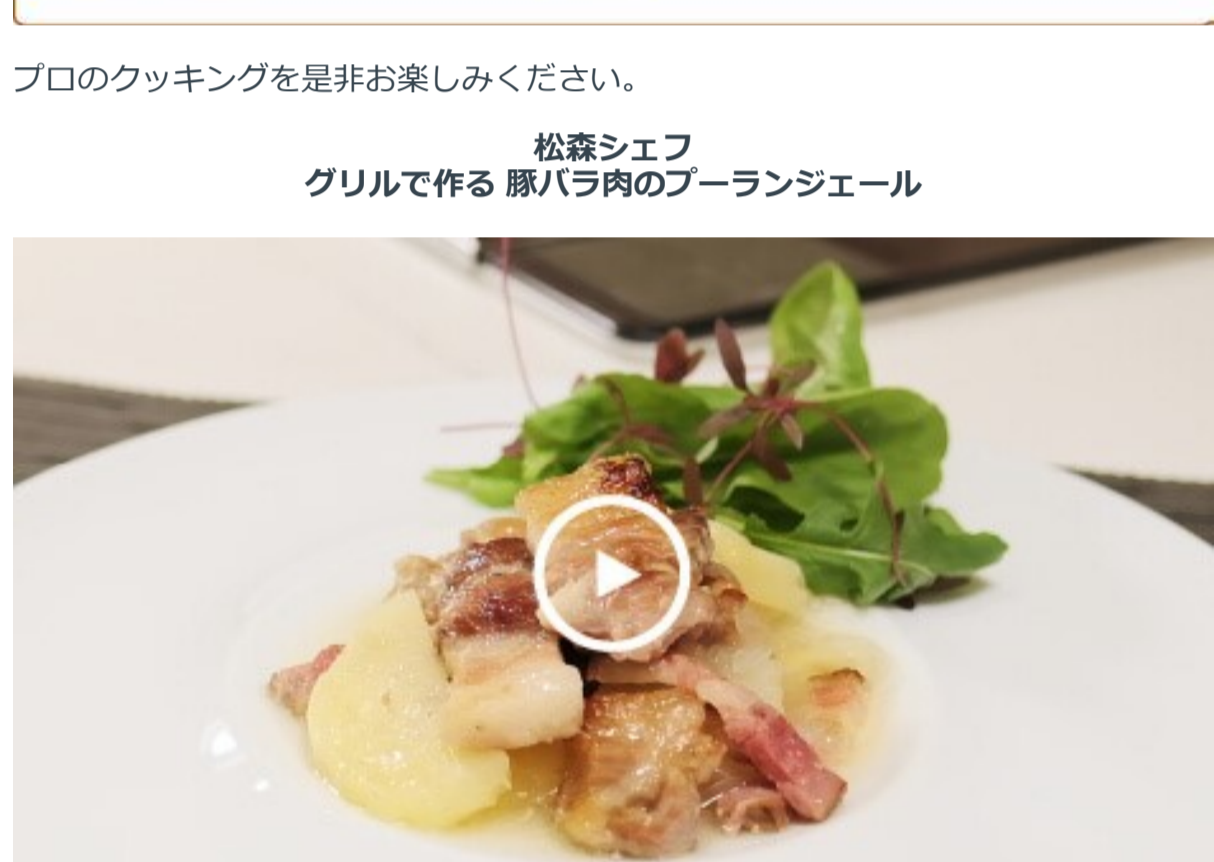 プロのクッキングを是非お楽しみください。
松森シェフ
グリルで作る 豚バラ肉のプーランジェール